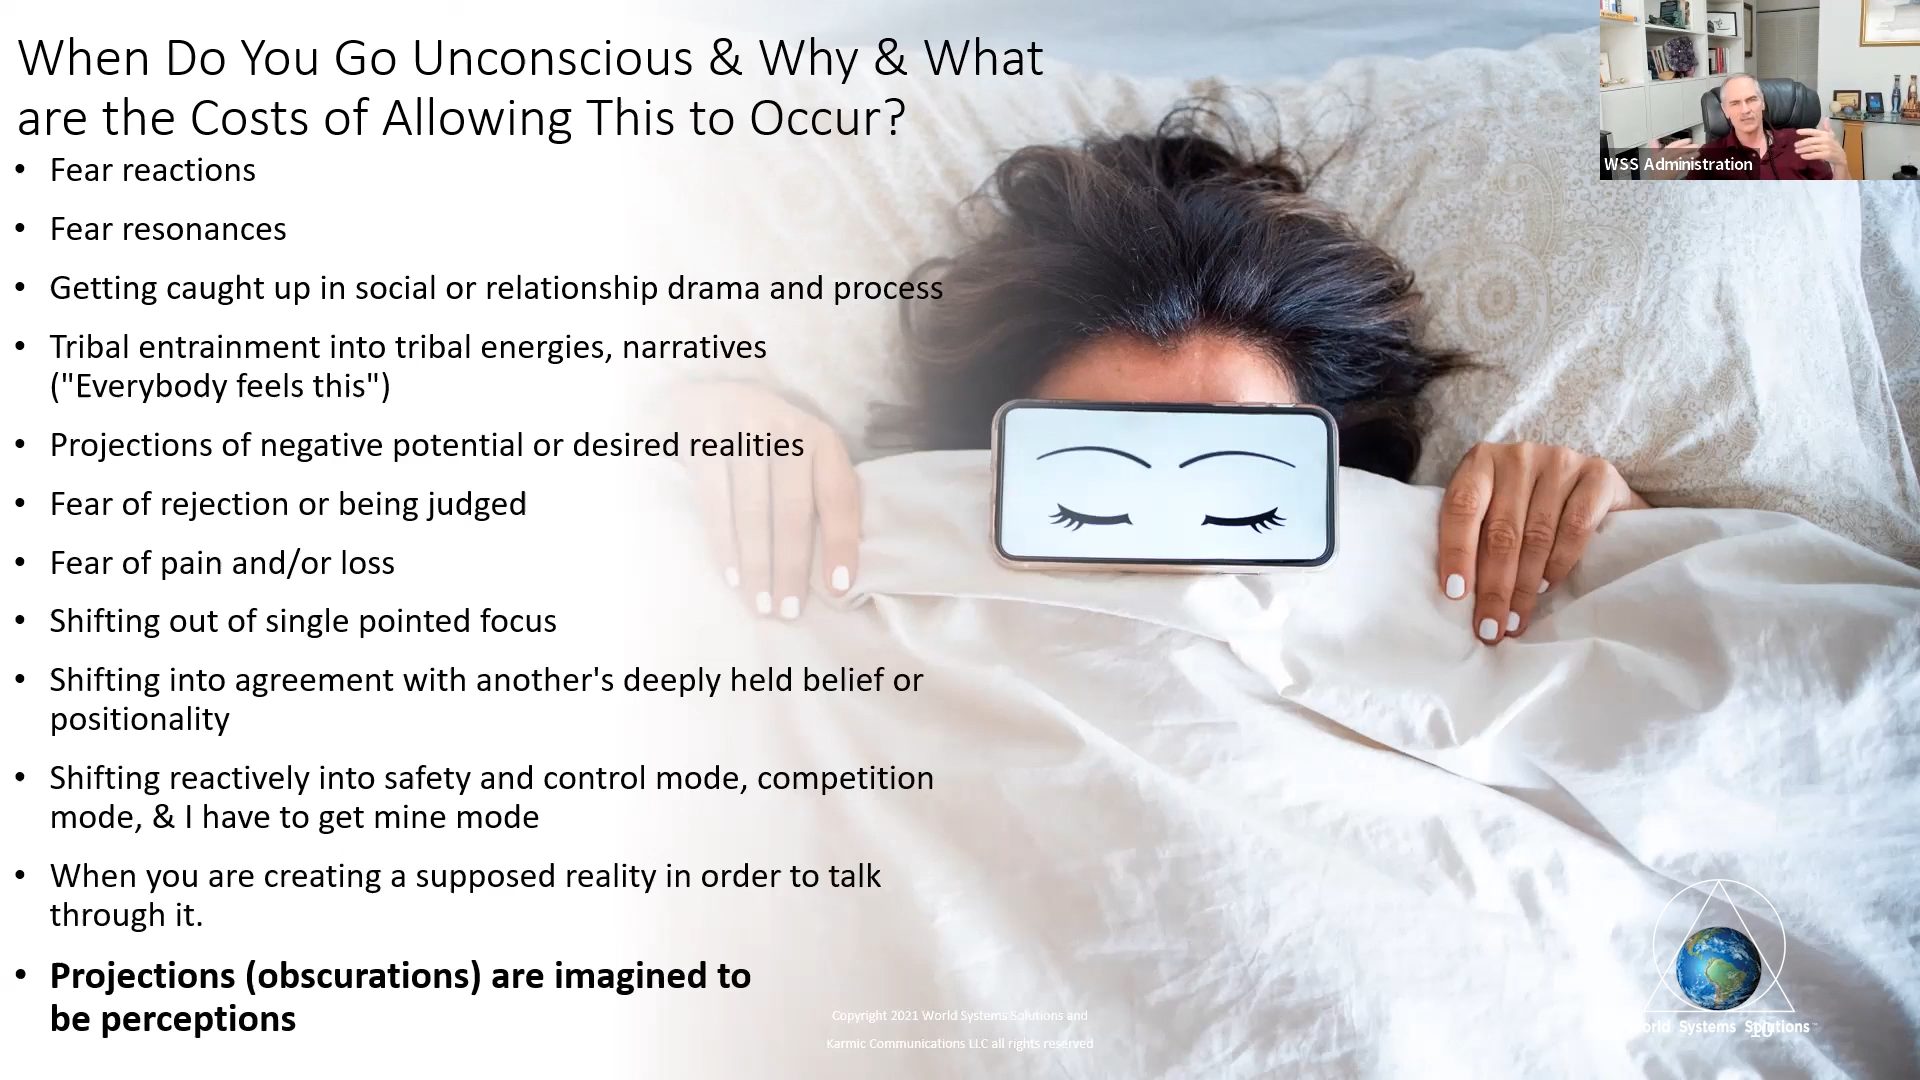 When Do You Go Unconscious & Why & What
are the Costs of Allowing This to Occur?
• Fear reactions
• Fear resonances
• Getting caught up in social or relationship drama and process
• Tribal entrainment into tribal energies, narratives
("Everybody feels this")
• Projections of negative potential or desired realities
• Fear of rejection or being judged
• Fear of pain and/or loss
• Shifting out of single pointed focus
• Shifting into agreement with another's deeply held belief or
positionality
• Shifting reactively into safety and control mode, competition
mode, & I have to get mine mode
• When you are creating a supposed reality in order to talk
through it.
• Projections (obscurations) are imagined to
be perceptions
WSS Administration
Copyright 2021 World Systems Solutions and
Karmic Communications LLC all rights reserved
World Systems Solutions